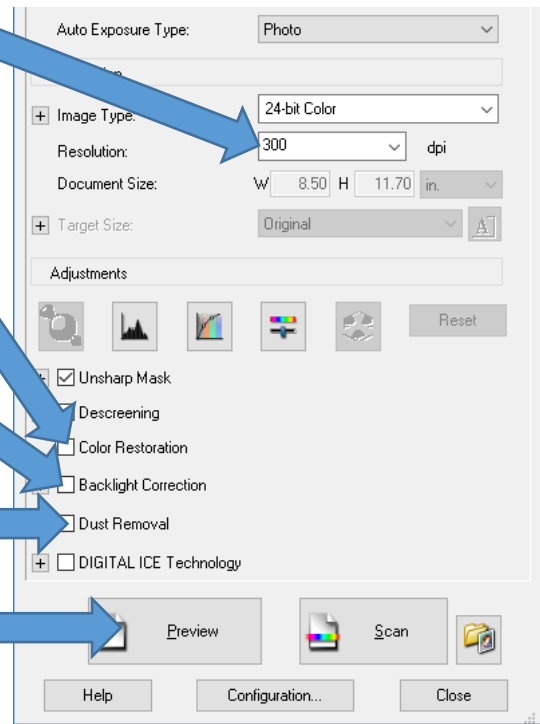 Auto Exposure Type: Photo
Image Type: 24-bit Color
Resolution: 300 dpi
Document Size: W 8.50 H 11.70 in.
Target Size: Original A
Adjustments
Reset
Unsharp Mask
Descreening
Color Restoration
Backlight Correction
Dust Removal
DIGITAL ICE Technology
Preview Scan
Help Configuration... Close